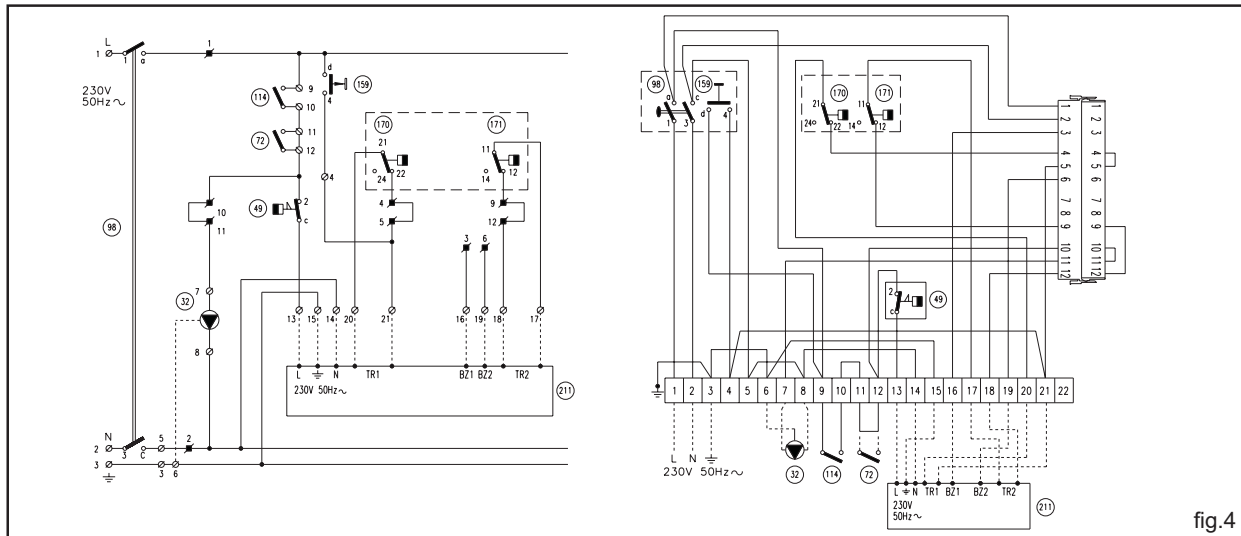 L
1 1 a 1
230V
50Hz~
d
159
4
9
114
10
11
72
12
170
21
24 22
171
11
14 12
4
10
11
49
2
c
4
5
9
12
3 6
98
7
32
8
13 15 14 20 21 16 19 18 17
L N TR1 BZ1 BZ2 TR2
230V 50Hz~
211
N
2 3 C 5 2
3 3 6
98 159
a c d 4
1 3
170 171
21 11
24 22 14 12
1 1
2 2
3 3
4 4
5 5
6 6
7 7
8 8
9 9
10 10
11 11
12 12
2
c
49
1 2 3 4 5 6 7 8 9 10 11 12 13 14 15 16 17 18 19 20 21 22
L N
230V 50Hz~
32 114 72
L N TR1 BZ1 BZ2 TR2
230V
50Hz~
211
fig.4